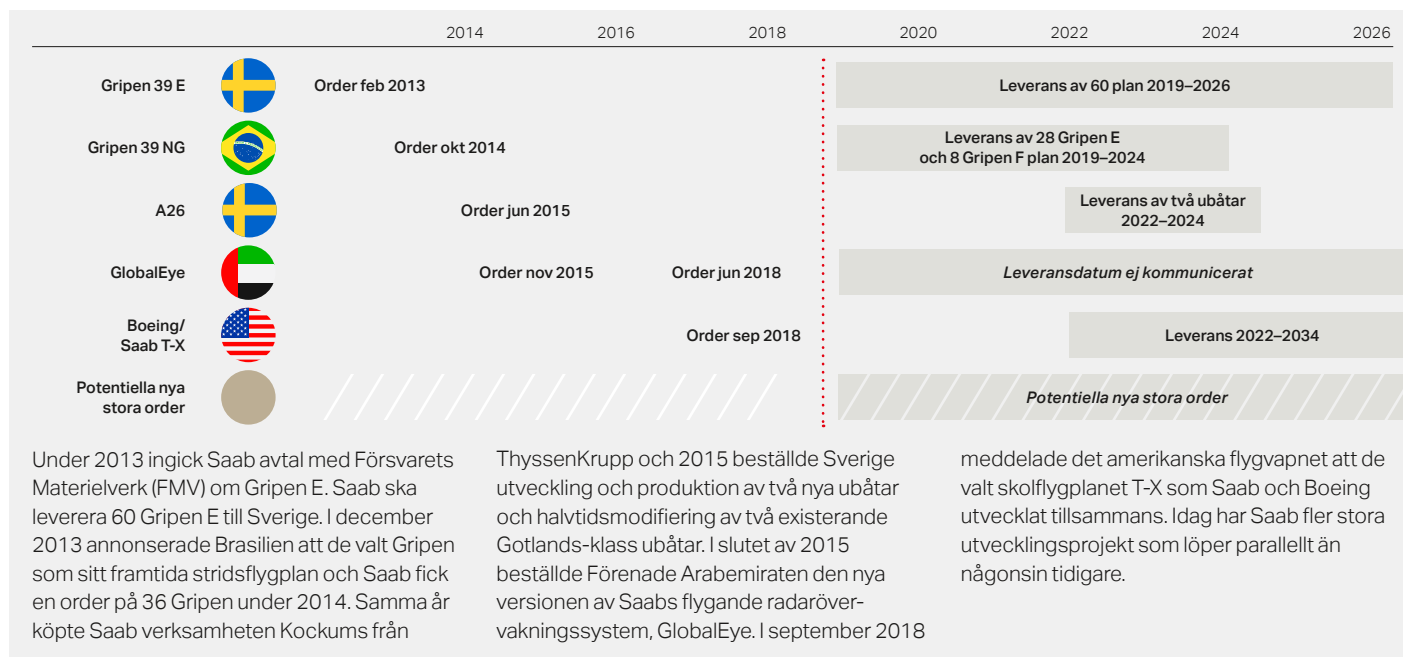 2014 2016 2018 2020 2022 2024 2026
Gripen 39 E Order feb 2013 Leverans av 60 plan 2019–2026
Gripen 39 NG Order okt 2014 Leverans av 28 Gripen E
och 8 Gripen F plan 2019–2024
A26 Order jun 2015 Leverans av två ubåtar
2022–2024
GlobalEye Order nov 2015 Order jun 2018 Leveransdatum ej kommunicerat
Boeing/
Saab T-X Order sep 2018 Leverans 2022–2034
Potentiella nya
stora order Potentiella nya stora order
Under 2013 ingick Saab avtal med Försvarets
Materielverk (FMV) om Gripen E. Saab ska
leverera 60 Gripen E till Sverige. I december
2013 annonserade Brasilien att de valt Gripen
som sitt framtida stridsflygplan och Saab fick
en order på 36 Gripen under 2014. Samma år
köpte Saab verksamheten Kockums från
ThyssenKrupp och 2015 beställde Sverige
utveckling och produktion av två nya ubåtar
och halvtidsmodifiering av två existerande
Gotlands-klass ubåtar. I slutet av 2015
beställde Förenade Arabemiraten den nya
versionen av Saabs flygande radaröver-
vakningssystem, GlobalEye. I september 2018
meddelade det amerikanska flygvapnet att de
valt skolflygplanet T-X som Saab och Boeing
utvecklat tillsammans. Idag har Saab fler stora
utvecklingsprojekt som löper parallellt än
någonsin tidigare.